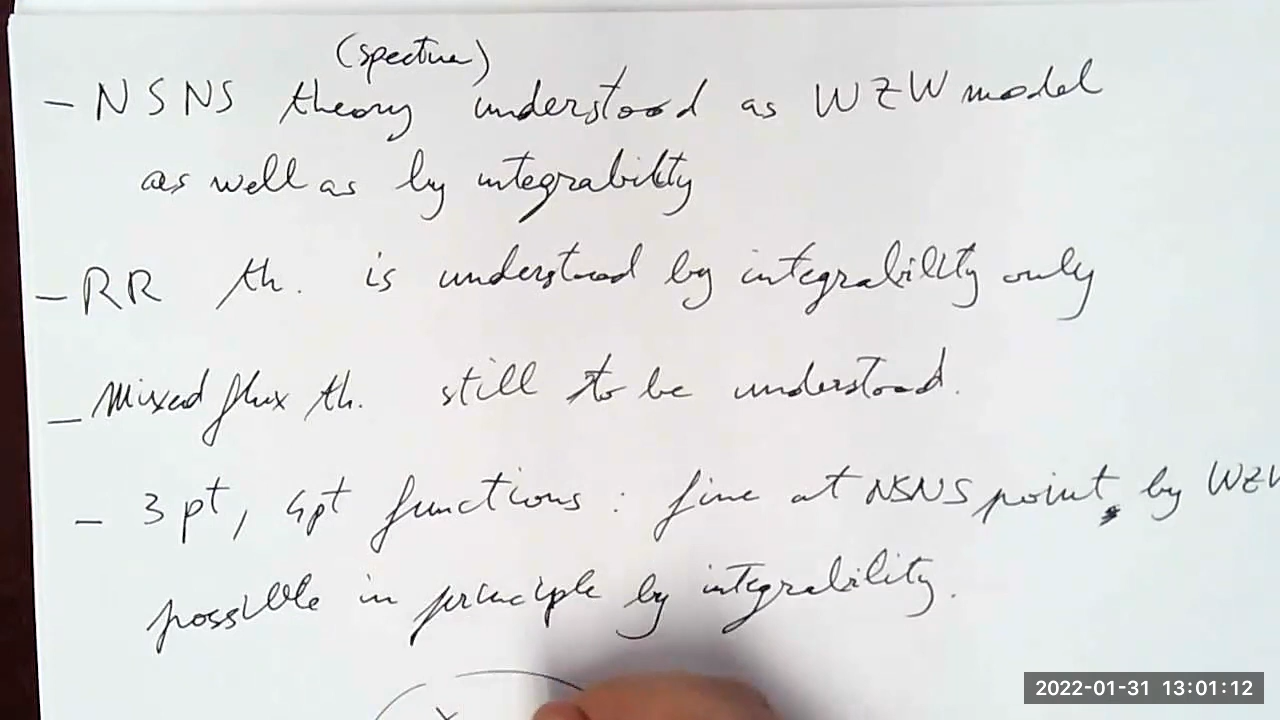 (spectrum)
- NSNS theory understood as WZW model
as well as by integrability
- RR th. is understood by integrability only
- Mixed flux th. still to be understood.
- 3pt, 4pt functions : fine at NSNS point, by WZW
possible in principle by integrability.
2022-01-31 13:01:12